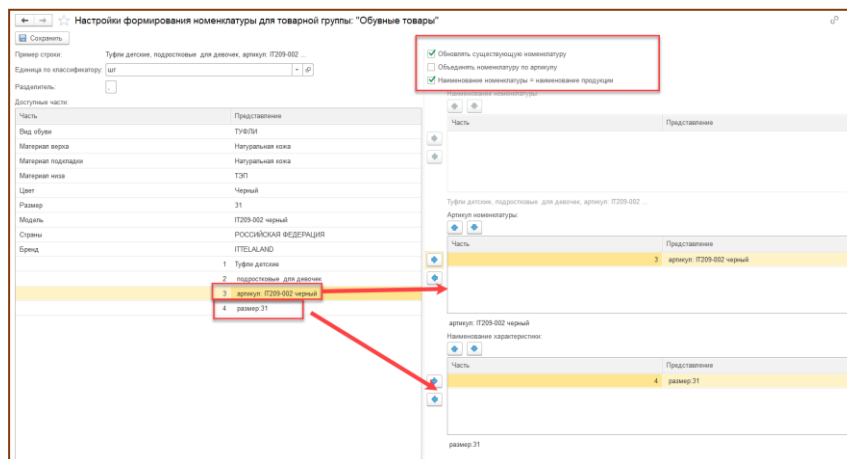 Настройки формирования номенклатуры для товарной группы: "Обувные товары"
Сохранить
Пример строки: Туфли детские, подростковые для девочек, артикул: IT209-002 ...
Единица по классификатору: шт
Разделитель: ,
Доступные части:
Часть Представление
Вид обуви ТУФЛИ
Материал верха Натуральная кожа
Материал подкладки Натуральная кожа
Материал низа ТЭП
Цвет Черный
Размер 31
Модель IT209-002 черный
Страны РОССИЙСКАЯ ФЕДЕРАЦИЯ
Бренд ITTELALAND
1 Туфли детские
2 подростковые для девочек
3 артикул: IT209-002 черный
4 размер:31
Обновлять существующую номенклатуру
Объединять номенклатуру по артикулу
Наименование номенклатуры = наименование продукции
Наименование номенклатуры:
Часть Представление
Туфли детские, подростковые для девочек, артикул: IT209-002 ...
Артикул номенклатуры:
Часть Представление
3 артикул: IT209-002 черный
артикул: IT209-002 черный
Наименование характеристики:
Часть Представление
4 размер:31
размер:31